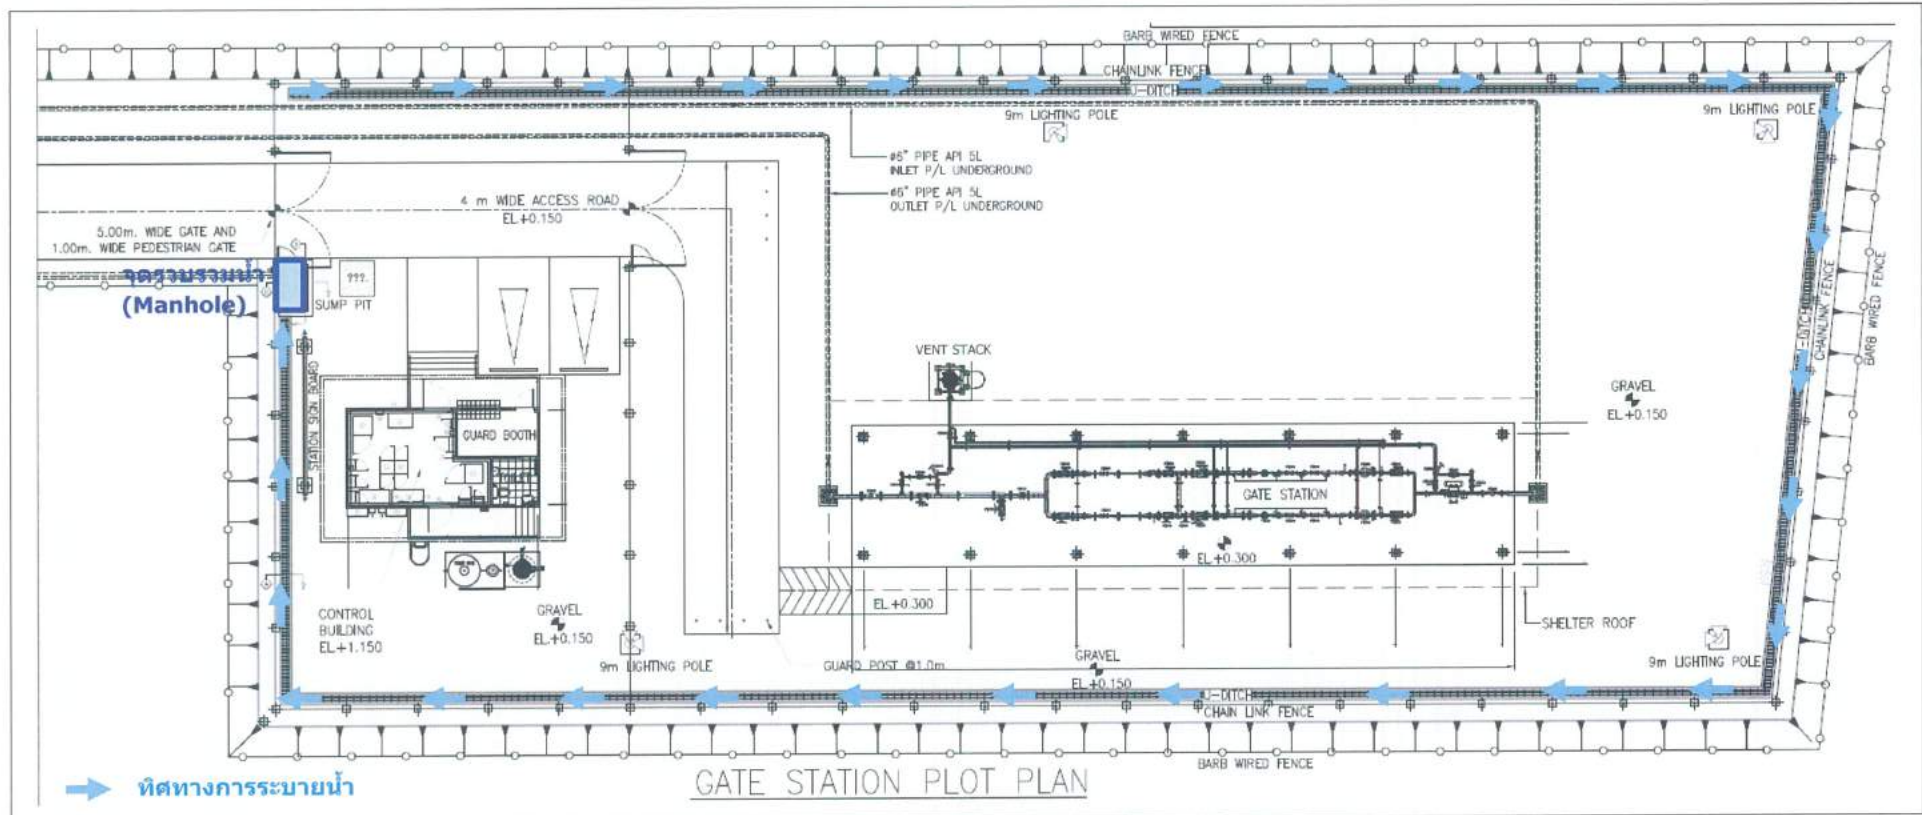 BARB WIRED FENCE
CHAINLINK FENCE
U-DITCH
9m LIGHTING POLE
9m LIGHTING POLE
ø6" PIPE API 5L
INLET P/L UNDERGROUND
ø6" PIPE API 5L
OUTLET P/L UNDERGROUND
4 m WIDE ACCESS ROAD
EL.+0.150
5.00m. WIDE GATE AND
1.00m. WIDE PEDESTRIAN GATE
จุดรวบรวมน้ำ
(Manhole)
???.
SUMP PIT
STATION SIGN BOARD
GUARD BOOTH
VENT STACK
GATE STATION
EL.+0.300
GRAVEL
EL.+0.150
U-DITCH
CHAINLINK FENCE
BARB WIRED FENCE
CONTROL
BUILDING
EL.+1.150
GRAVEL
EL.+0.150
EL.+0.300
SHELTER ROOF
9m LIGHTING POLE
GUARD POST @1.0m
GRAVEL
EL.+0.150
9m LIGHTING POLE
U-DITCH
CHAIN LINK FENCE
BARB WIRED FENCE
ทิศทางการระบายน้ำ
GATE STATION PLOT PLAN